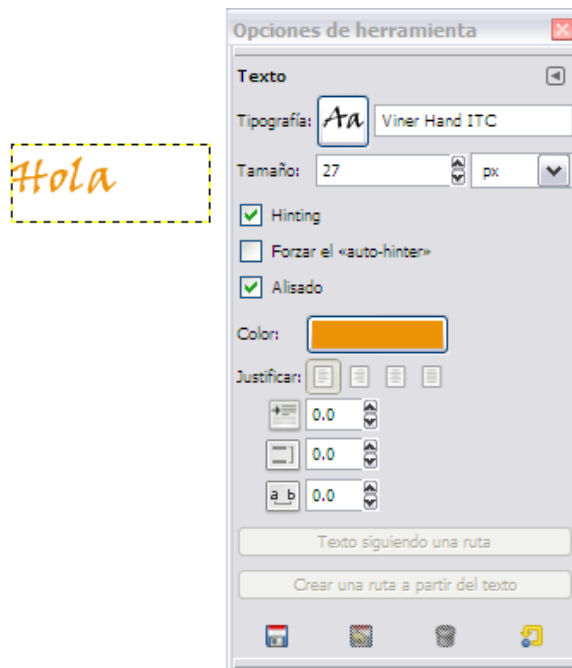 Opciones de herramienta
Texto
Tipografía: Aa Viner Hand ITC
Hola
Tamaño: 27 px
Hinting
Forzar el «auto-hinter»
Alisado
Color:
Justificar:
0.0
0.0
a b 0.0
Texto siguiendo una ruta
Crear una ruta a partir del texto